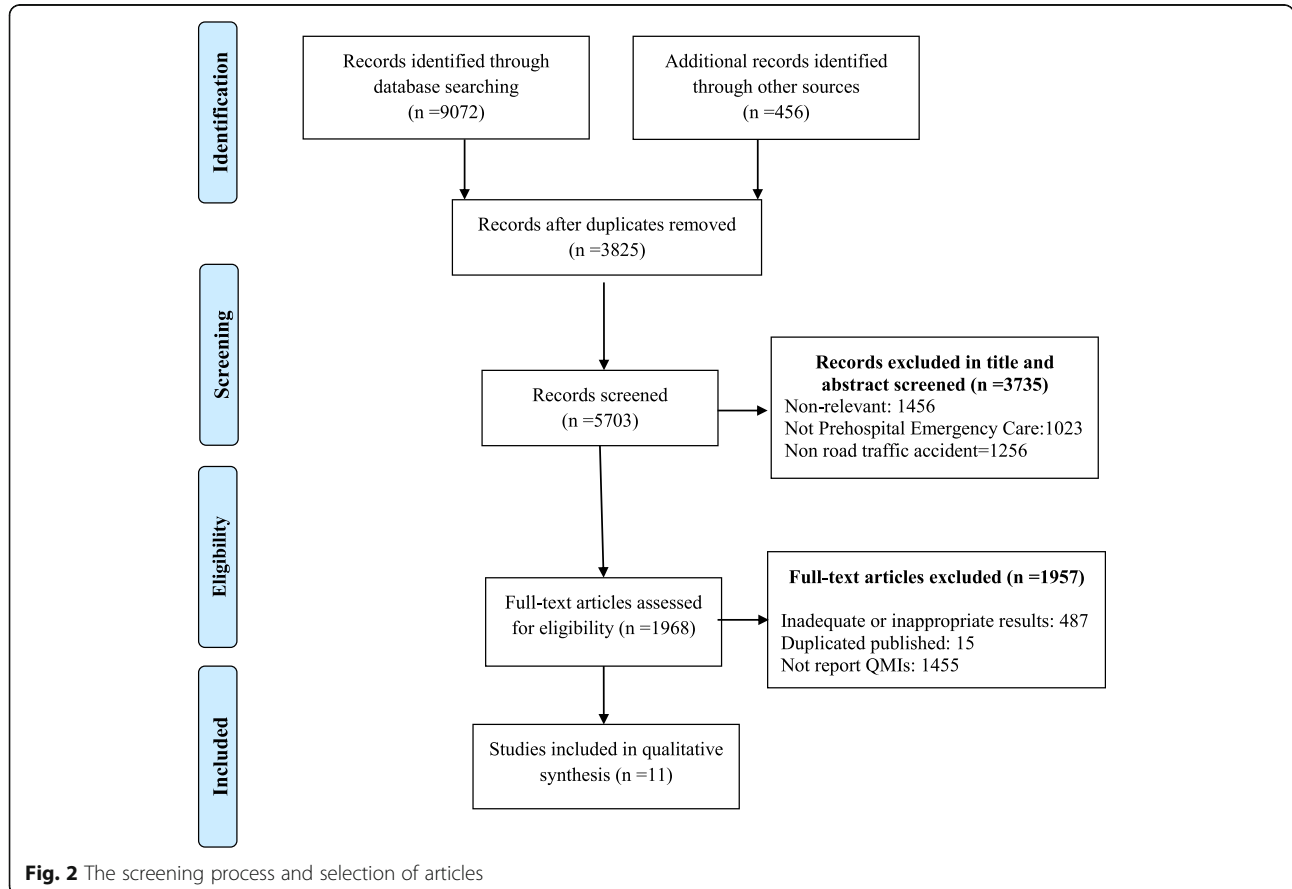 Identification
Records identified through
database searching
(n =9072)
Additional records identified
through other sources
(n =456)
Records after duplicates removed
(n =3825)
Screening
Records screened
(n =5703)
Records excluded in title and
abstract screened (n =3735)
Non-relevant: 1456
Not Prehospital Emergency Care:1023
Non road traffic accident=1256
Eligibility
Full-text articles assessed
for eligibility (n =1968)
Full-text articles excluded (n =1957)
Inadequate or inappropriate results: 487
Duplicated published: 15
Not report QMIs: 1455
Included
Studies included in qualitative
synthesis (n =11)
Fig. 2 The screening process and selection of articles